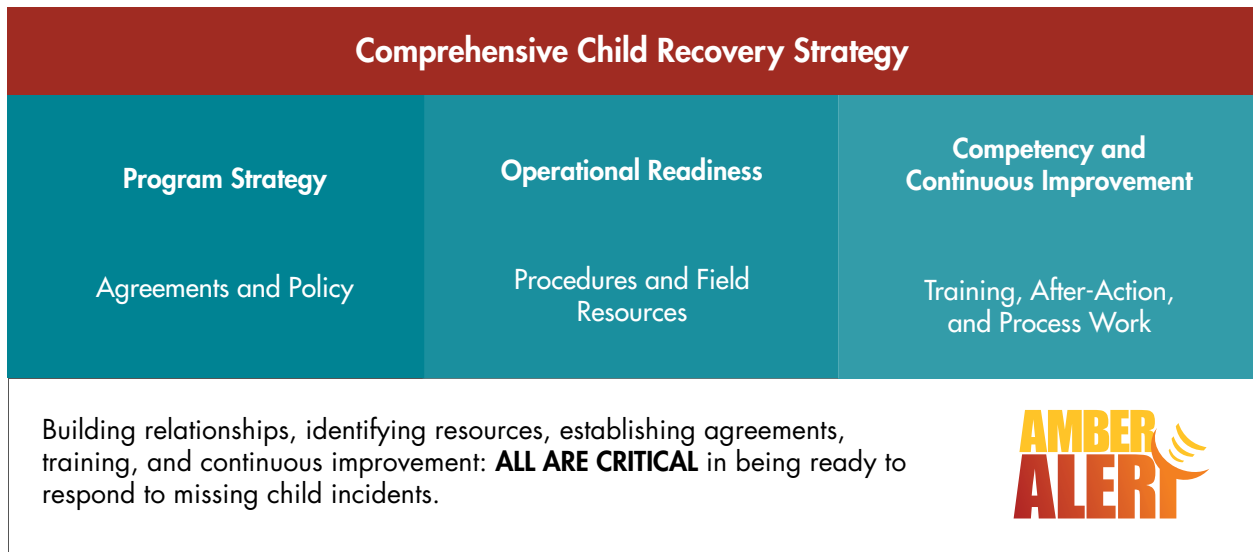 Comprehensive Child Recovery Strategy
Program Strategy
Agreements and Policy
Operational Readiness
Procedures and Field
Resources
Competency and
Continuous Improvement
Training, After-Action,
and Process Work
Building relationships, identifying resources, establishing agreements,
training, and continuous improvement: ALL ARE CRITICAL in being ready to
respond to missing child incidents.
AMBER
ALERT